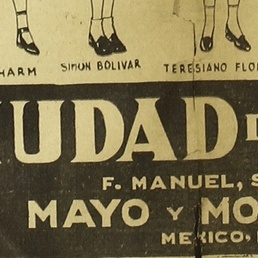 HARM SIMON BOLIVAR TERESIANO FLO
UDAD
F. MANUEL, S
MAYO Y MO
MEXICO,